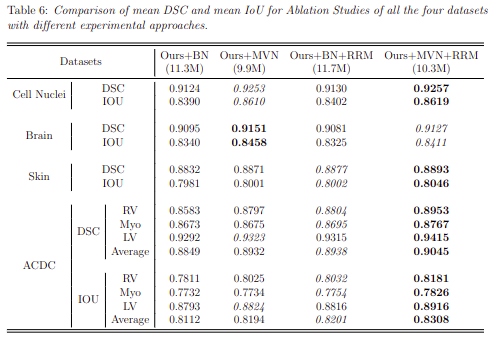 Table 6: Comparison of mean DSC and mean IoU for Ablation Studies of all the four datasets
with different experimental approaches.
Datasets Ours+BN Ours+MVN Ours+BN+RRM Ours+MVN+RRM
(11.3M) (9.9M) (11.7M) (10.3M)
Cell Nuclei DSC 0.9124 0.9253 0.9130 0.9257
IOU 0.8390 0.8610 0.8402 0.8619
Brain DSC 0.9095 0.9151 0.9081 0.9127
IOU 0.8340 0.8458 0.8325 0.8411
Skin DSC 0.8832 0.8871 0.8877 0.8893
IOU 0.7981 0.8001 0.8002 0.8046
ACDC DSC RV 0.8583 0.8797 0.8804 0.8953
Myo 0.8673 0.8675 0.8695 0.8767
LV 0.9292 0.9323 0.9315 0.9415
Average 0.8849 0.8932 0.8938 0.9045
IOU RV 0.7811 0.8025 0.8032 0.8181
Myo 0.7732 0.7734 0.7754 0.7826
LV 0.8793 0.8824 0.8816 0.8916
Average 0.8112 0.8194 0.8201 0.8308